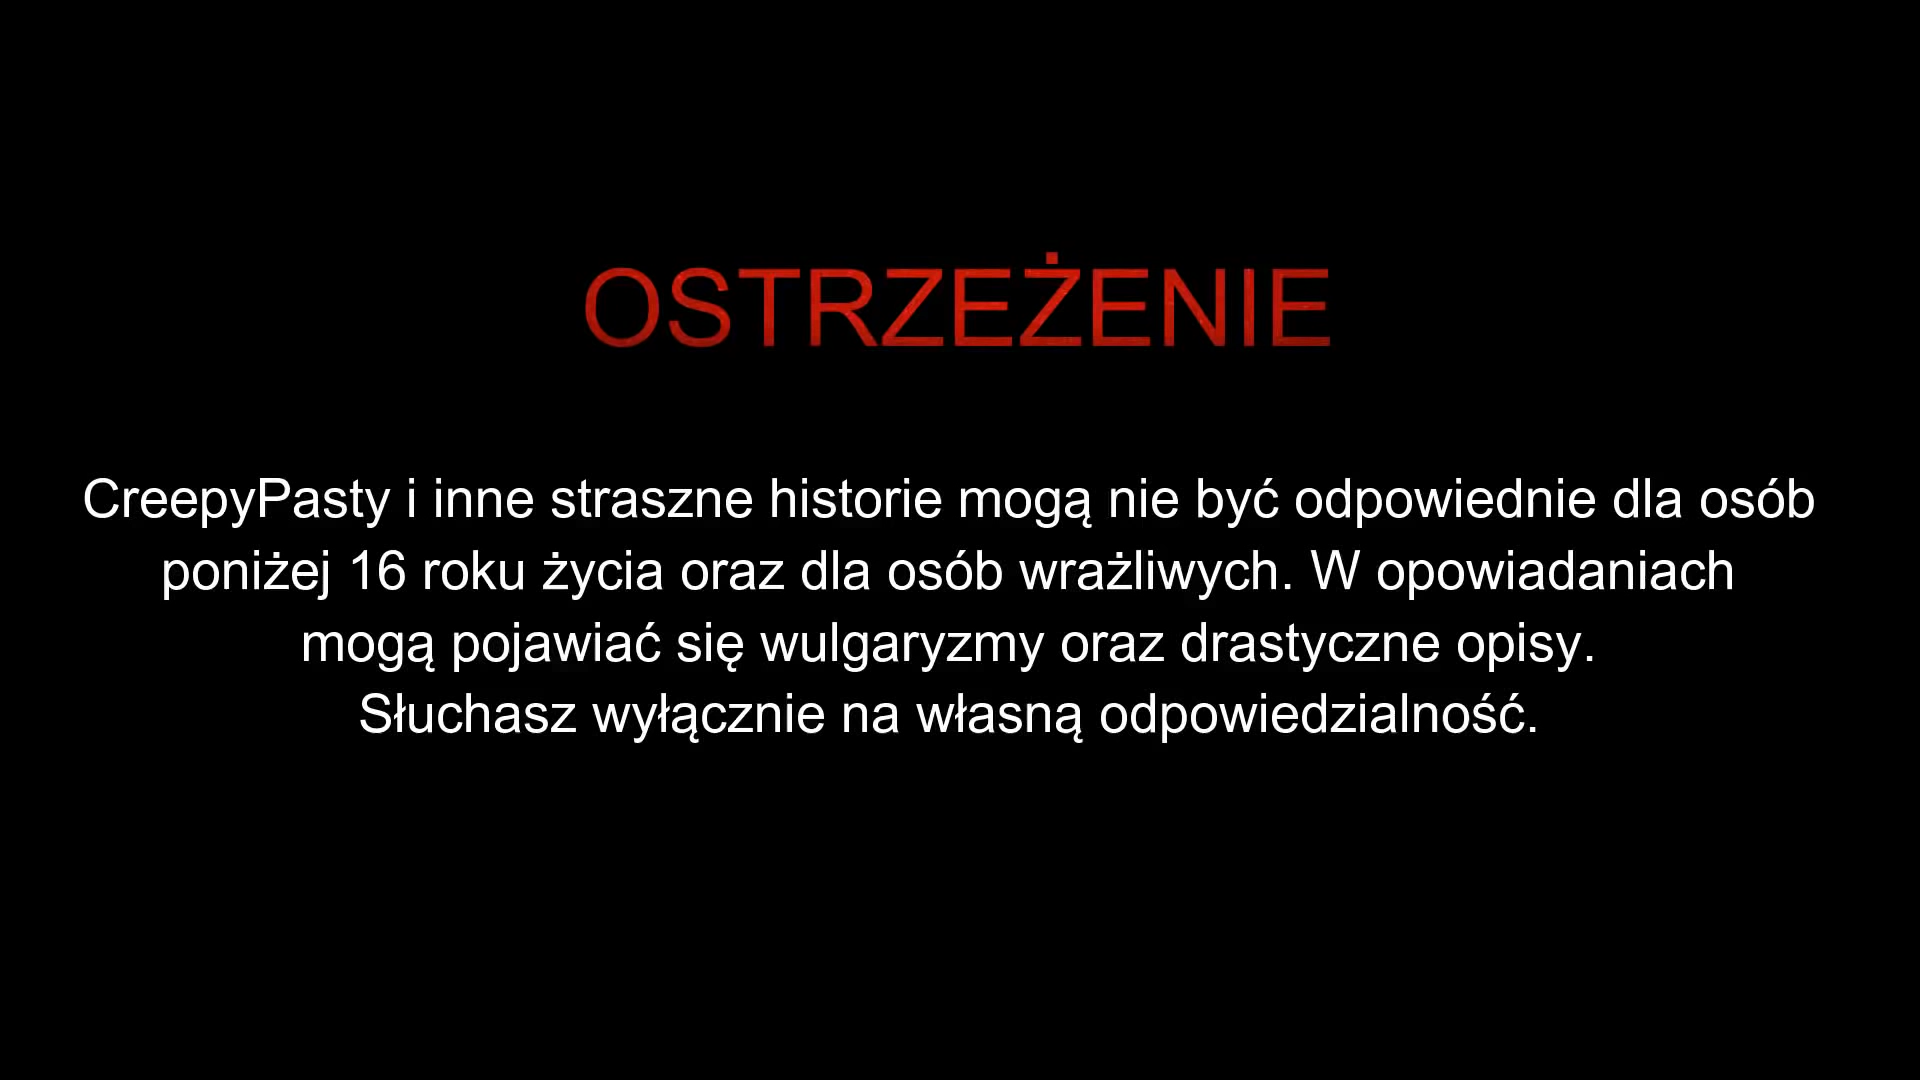 OSTRZEŻENIE
CreepyPasty i inne straszne historie mogą nie być odpowiednie dla osób
poniżej 16 roku życia oraz dla osób wrażliwych. W opowiadaniach
mogą pojawiać się wulgaryzmy oraz drastyczne opisy.
Słuchasz wyłącznie na własną odpowiedzialność.